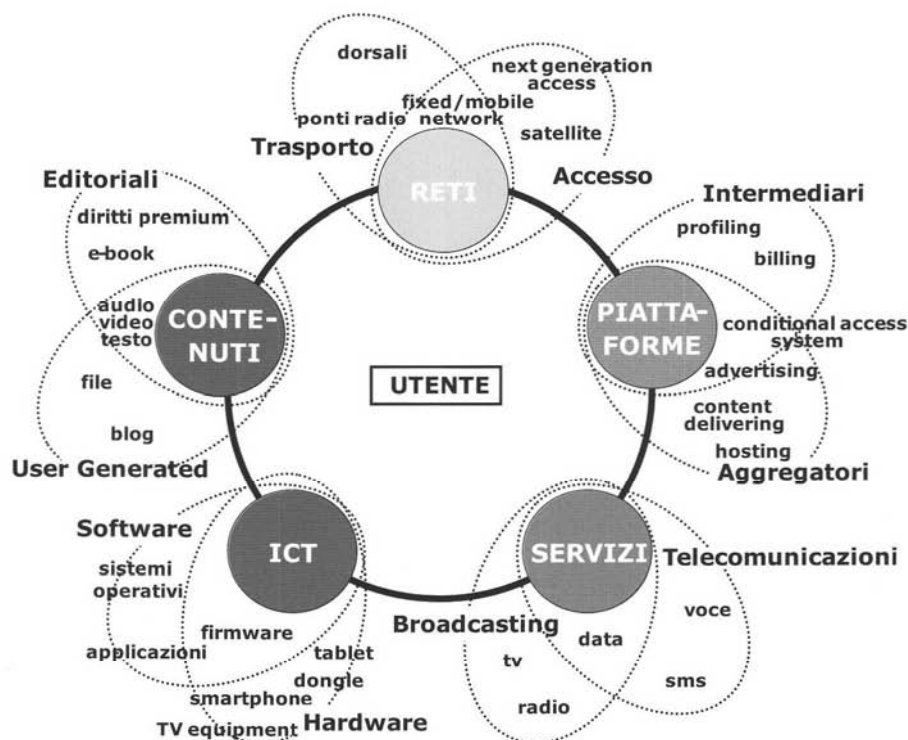 dorsali
next generation
access
fixed/mobile
network
ponti radio
satellite
Trasporto
Accesso
RETI
Editoriali
diritti premium
e-book
audio
video
testo
CONTE-
NUTI
file
blog
User Generated
Intermediari
profiling
billing
PIATTA-
FORME
conditional access
system
advertising
content
delivering
hosting
Aggregatori
UTENTE
Software
sistemi
operativi
ICT
firmware
applicazioni
tablet
dongle
smartphone
TV equipment
Hardware
SERVIZI
Telecomunicazioni
Broadcasting
voce
data
tv
sms
radio